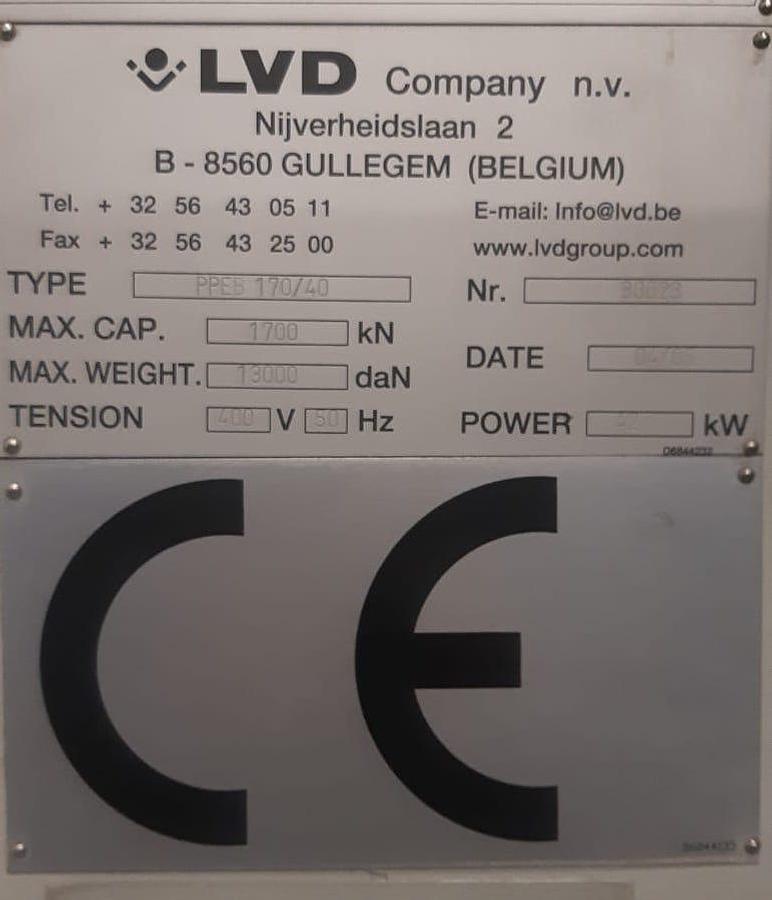 LVD Company n.v.
Nijverheidslaan 2
B - 8560 GULLEGEM (BELGIUM)
Tel. + 32 56 43 05 11
Fax + 32 56 43 25 00
E-mail: Info@lvd.be
www.lvdgroup.com
TYPE PPEB 170/40
MAX. CAP. 1700 kN
MAX. WEIGHT. 13000 daN
TENSION 400 V 50 Hz
Nr.
DATE
POWER kW
D6844232
CE